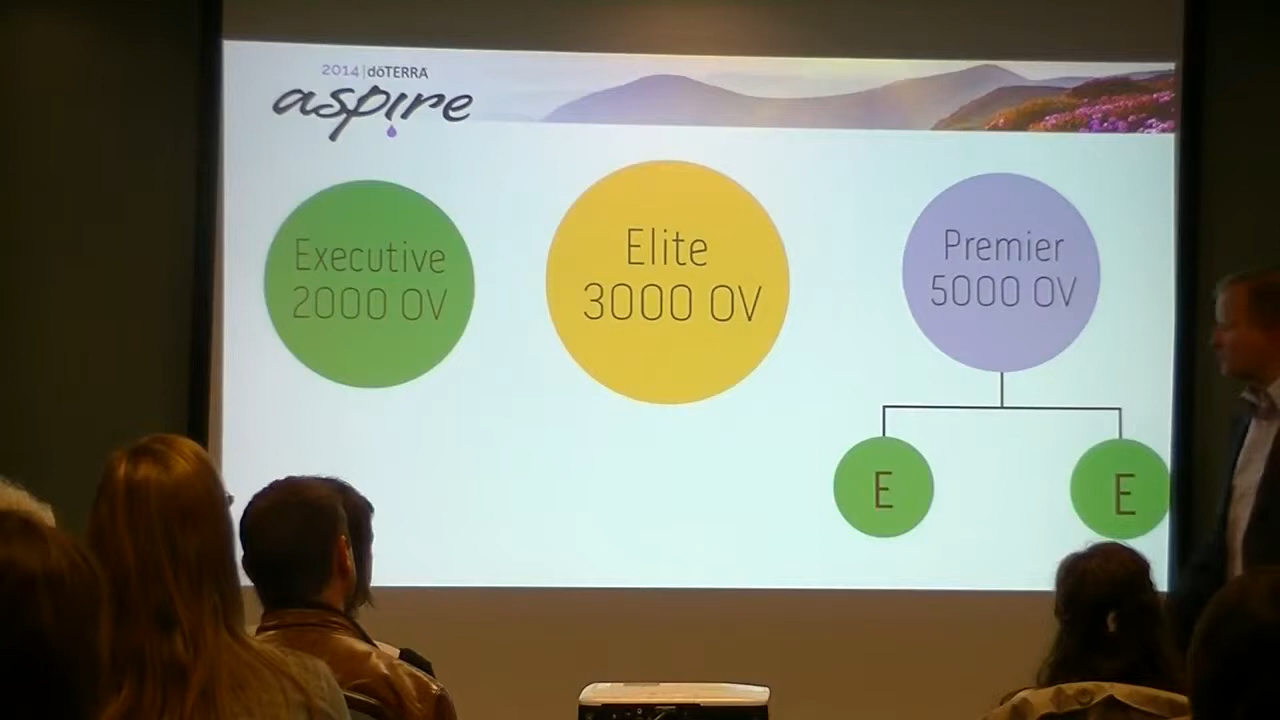 2014|dōTERRA
aspire
Executive
2000 OV
Elite
3000 OV
Premier
5000 OV
E
E